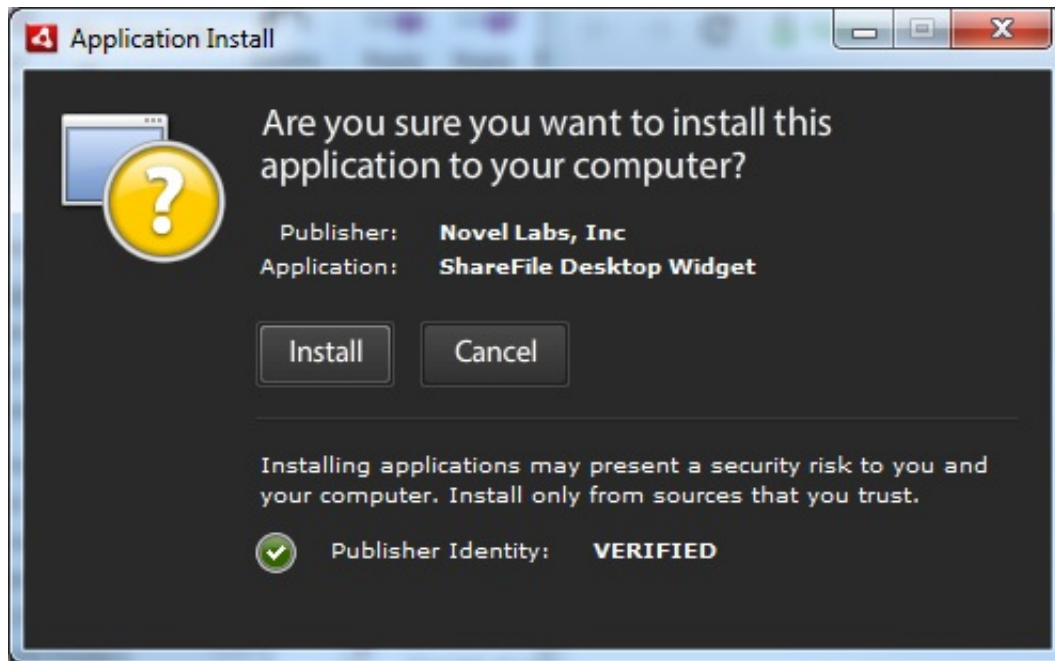 Application Install
Are you sure you want to install this
application to your computer?
Publisher: Novel Labs, Inc
Application: ShareFile Desktop Widget
Install Cancel
Installing applications may present a security risk to you and
your computer. Install only from sources that you trust.
Publisher Identity: VERIFIED